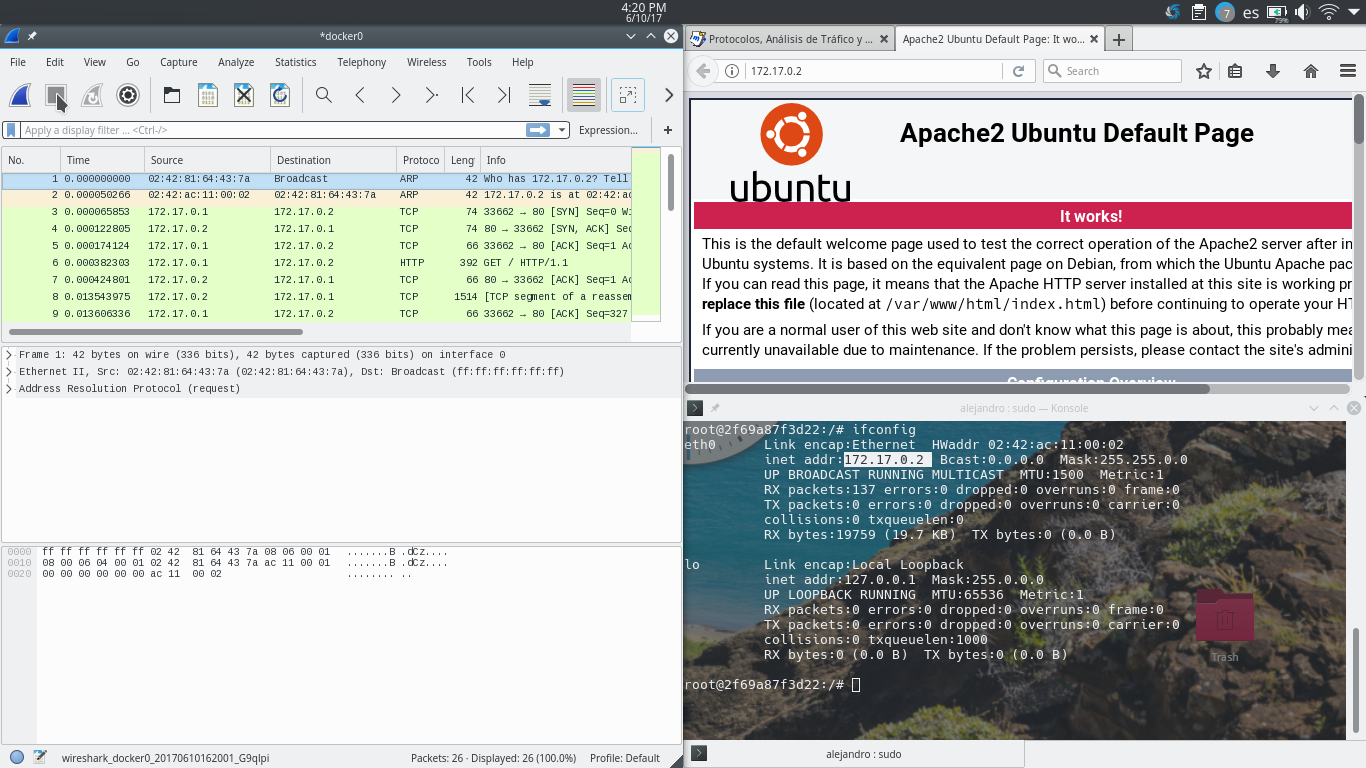 4:20 PM
6/10/17
7
es
79%
*docker0
File Edit View Go Capture Analyze Statistics Telephony Wireless Tools Help
Apply a display filter ... <Ctrl-/>
Expression...
+
No. Time Source Destination Protoco Leng Info
1 0.000000000 02:42:81:64:43:7a Broadcast ARP 42 Who has 172.17.0.2? Tell
2 0.000050266 02:42:ac:11:00:02 02:42:81:64:43:7a ARP 42 172.17.0.2 is at 02:42:ac
3 0.000065853 172.17.0.1 172.17.0.2 TCP 74 33662 → 80 [SYN] Seq=0 Wi
4 0.000122805 172.17.0.2 172.17.0.1 TCP 74 80 → 33662 [SYN, ACK] Seq
5 0.000174124 172.17.0.1 172.17.0.2 TCP 66 33662 → 80 [ACK] Seq=1 Ac
6 0.000382303 172.17.0.1 172.17.0.2 HTTP 392 GET / HTTP/1.1
7 0.000424801 172.17.0.2 172.17.0.1 TCP 66 80 → 33662 [ACK] Seq=1 Ac
8 0.013543975 172.17.0.2 172.17.0.1 TCP 1514 [TCP segment of a reassem
9 0.013606336 172.17.0.1 172.17.0.2 TCP 66 33662 → 80 [ACK] Seq=327
Frame 1: 42 bytes on wire (336 bits), 42 bytes captured (336 bits) on interface 0
Ethernet II, Src: 02:42:81:64:43:7a (02:42:81:64:43:7a), Dst: Broadcast (ff:ff:ff:ff:ff:ff)
Address Resolution Protocol (request)
0000 ff ff ff ff ff ff 02 42 81 64 43 7a 08 06 00 01 .......B .dCz....
0010 08 00 06 04 00 01 02 42 81 64 43 7a ac 11 00 01 .......B .dCz....
0020 00 00 00 00 00 00 ac 11 00 02 ........ ..
wireshark_docker0_20170610162001_G9qIpi
Packets: 26 · Displayed: 26 (100.0%)
Profile: Default
Protocolos, Análisis de Tráfico y ...
Apache2 Ubuntu Default Page: It wo...
172.17.0.2
Search
ubuntu
Apache2 Ubuntu Default Page
It works!
This is the default welcome page used to test the correct operation of the Apache2 server after in
Ubuntu systems. It is based on the equivalent page on Debian, from which the Ubuntu Apache pac
If you can read this page, it means that the Apache HTTP server installed at this site is working pr
replace this file (located at /var/www/html/index.html) before continuing to operate your HT
If you are a normal user of this web site and don't know what this page is about, this probably mea
currently unavailable due to maintenance. If the problem persists, please contact the site's admini
Configuration Overview
alejandro : sudo — Konsole
root@2f69a87f3d22:/# ifconfig
eth0 Link encap:Ethernet HWaddr 02:42:ac:11:00:02
inet addr:172.17.0.2 Bcast:0.0.0.0 Mask:255.255.0.0
UP BROADCAST RUNNING MULTICAST MTU:1500 Metric:1
RX packets:137 errors:0 dropped:0 overruns:0 frame:0
TX packets:0 errors:0 dropped:0 overruns:0 carrier:0
collisions:0 txqueuelen:0
RX bytes:19759 (19.7 KB) TX bytes:0 (0.0 B)
lo Link encap:Local Loopback
inet addr:127.0.0.1 Mask:255.0.0.0
UP LOOPBACK RUNNING MTU:65536 Metric:1
RX packets:0 errors:0 dropped:0 overruns:0 frame:0
TX packets:0 errors:0 dropped:0 overruns:0 carrier:0
collisions:0 txqueuelen:1000
RX bytes:0 (0.0 B) TX bytes:0 (0.0 B)
root@2f69a87f3d22:/#
Trash
alejandro : sudo